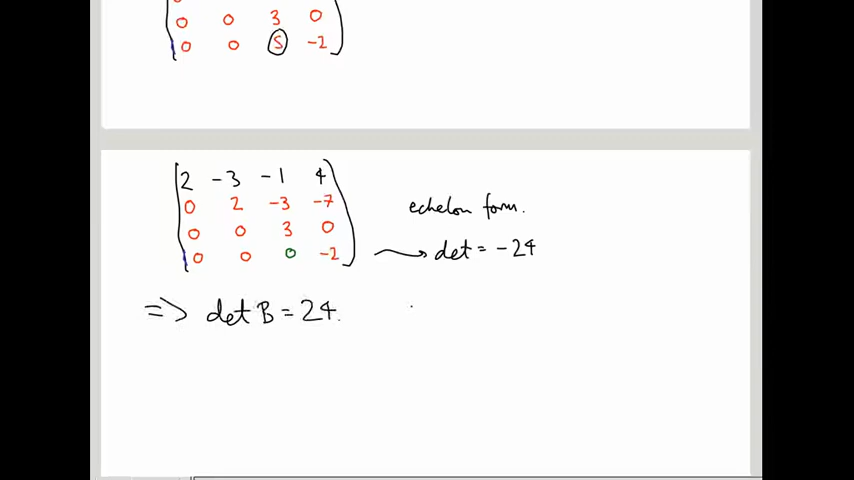 0 0 3 0
0 0 5 -2
2 -3 -1 4
0 2 -3 -7
0 0 3 0
0 0 0 -2
echelon form.
det = -24
=> det B = 24.